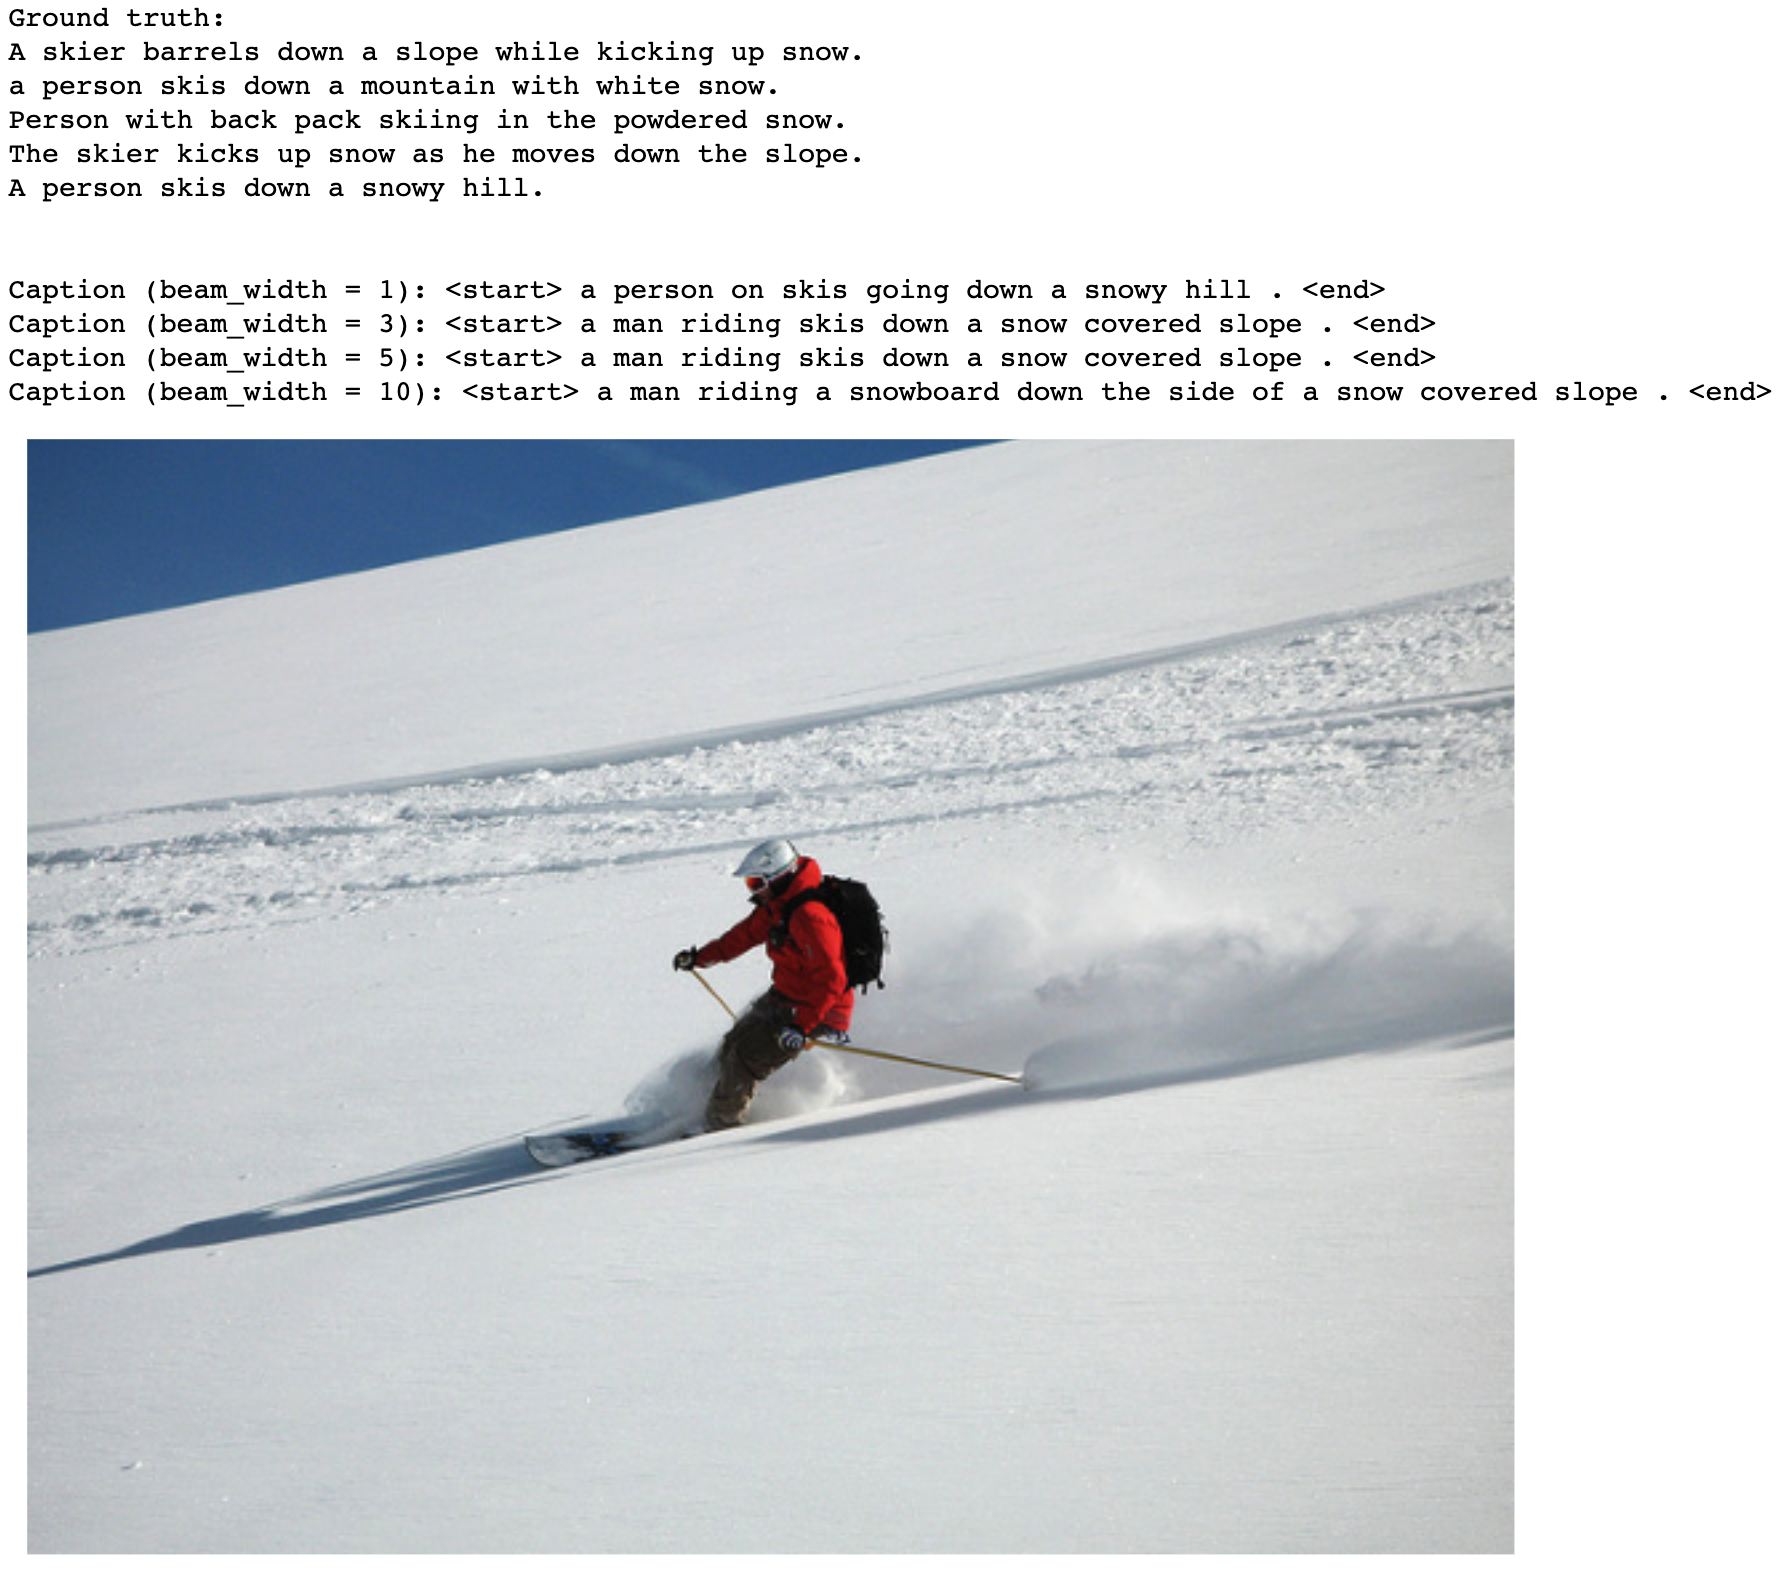 Ground truth:
A skier barrels down a slope while kicking up snow.
a person skis down a mountain with white snow.
Person with back pack skiing in the powdered snow.
The skier kicks up snow as he moves down the slope.
A person skis down a snowy hill.
Caption (beam_width = 1): <start> a person on skis going down a snowy hill . <end>
Caption (beam_width = 3): <start> a man riding skis down a snow covered slope . <end>
Caption (beam_width = 5): <start> a man riding skis down a snow covered slope . <end>
Caption (beam_width = 10): <start> a man riding a snowboard down the side of a snow covered slope . <end>